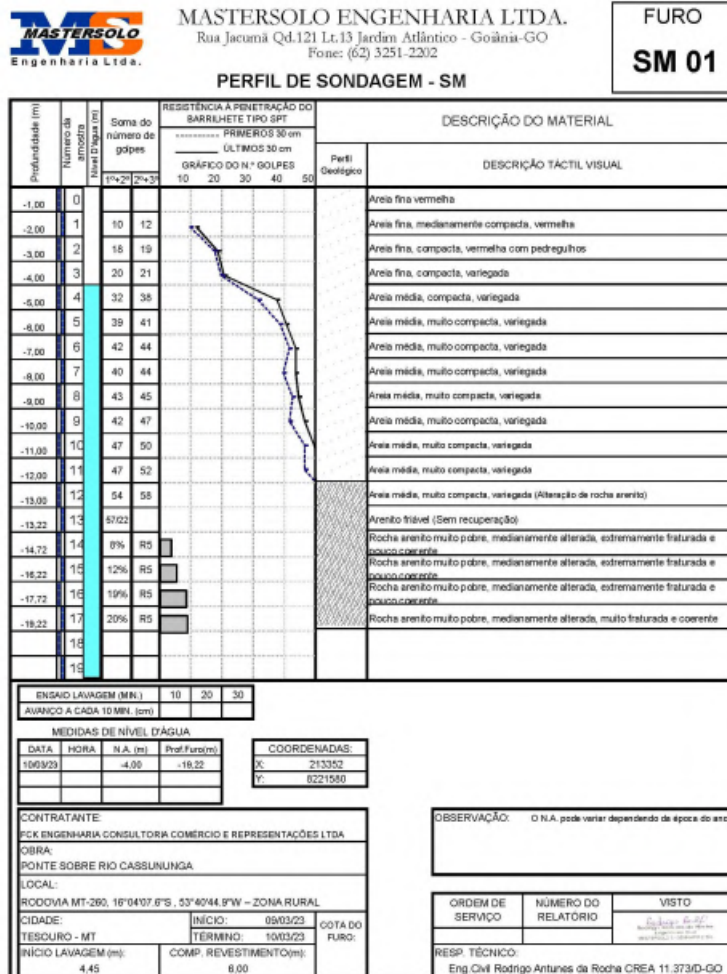 MASTERSOLO
Engenharia Ltda.
MASTERSOLO ENGENHARIA LTDA.
Rua Jacumã Qd.121 Lt.13 Jardim Atlântico - Goiânia-GO
Fone: (62) 3251-2202
PERFIL DE SONDAGEM - SM
FURO
SM 01
Profundidade (m)
Número da amostra
Nível D'água (m)
Soma do número de golpes
1º+2º 2º+3º
RESISTÊNCIA À PENETRAÇÃO DO
BARRILHETE TIPO SPT
PRIMEIROS 30 cm
ÚLTIMOS 30 cm
GRÁFICO DO N.º GOLPES
10 20 30 40 50
DESCRIÇÃO DO MATERIAL
Perfil Geológico
DESCRIÇÃO TÁCTIL VISUAL
-1,00 0 Areia fina vermelha
-2,00 1 10 12 Areia fina, medianamente compacta, vermelha
-3,00 2 18 19 Areia fina, compacta, vermelha com pedregulhos
-4,00 3 20 21 Areia fina, compacta, variegada
-5,00 4 32 38 Areia média, compacta, variegada
-6,00 5 39 41 Areia média, muito compacta, variegada
-7,00 6 42 44 Areia média, muito compacta, variegada
-8,00 7 40 44 Areia média, muito compacta, variegada
-9,00 8 43 45 Areia média, muito compacta, variegada
-10,00 9 42 47 Areia média, muito compacta, variegada
-11,00 10 47 50 Areia média, muito compacta, variegada
-12,00 11 47 52 Areia média, muito compacta, variegada
-13,00 12 54 58 Areia média, muito compacta, variegada (Alteração de rocha arenito)
-13,22 13 57/22 Arenito friável (Sem recuperação)
-14,72 14 8% R5 Rocha arenito muito pobre, medianamente alterada, extremamente fraturada e
pouco coerente
-16,22 15 12% R5 Rocha arenito muito pobre, medianamente alterada, extremamente fraturada e
pouco coerente
-17,72 16 19% R5 Rocha arenito muito pobre, medianamente alterada, extremamente fraturada e
pouco coerente
-19,22 17 20% R5 Rocha arenito muito pobre, medianamente alterada, muito fraturada e coerente
18
19
ENSAIO LAVAGEM (MIN.) 10 20 30
AVANÇO A CADA 10 MIN. (cm)
MEDIDAS DE NÍVEL D'ÁGUA
DATA HORA N.A. (m) Prof.Furo(m)
10/03/23 -4,00 -19,22
COORDENADAS:
X: 213352
Y: 8221580
CONTRATANTE:
FCK ENGENHARIA CONSULTORIA COMÉRCIO E REPRESENTAÇÕES LTDA
OBRA:
PONTE SOBRE RIO CASSUNUNGA
LOCAL:
RODOVIA MT-260, 16°04'07.6"S , 53°40'44.9"W – ZONA RURAL
CIDADE:
TESOURO - MT
INÍCIO: 09/03/23
TÉRMINO: 10/03/23
COTA DO FURO:
INÍCIO LAVAGEM (m):
4,45
COMP. REVESTIMENTO(m):
6,00
OBSERVAÇÃO: O N.A. pode variar dependendo da época do ano
ORDEM DE SERVIÇO
NÚMERO DO RELATÓRIO
VISTO
RESP. TÉCNICO:
Eng.Civil Rodrigo Antunes da Rocha CREA 11.373/D-GO